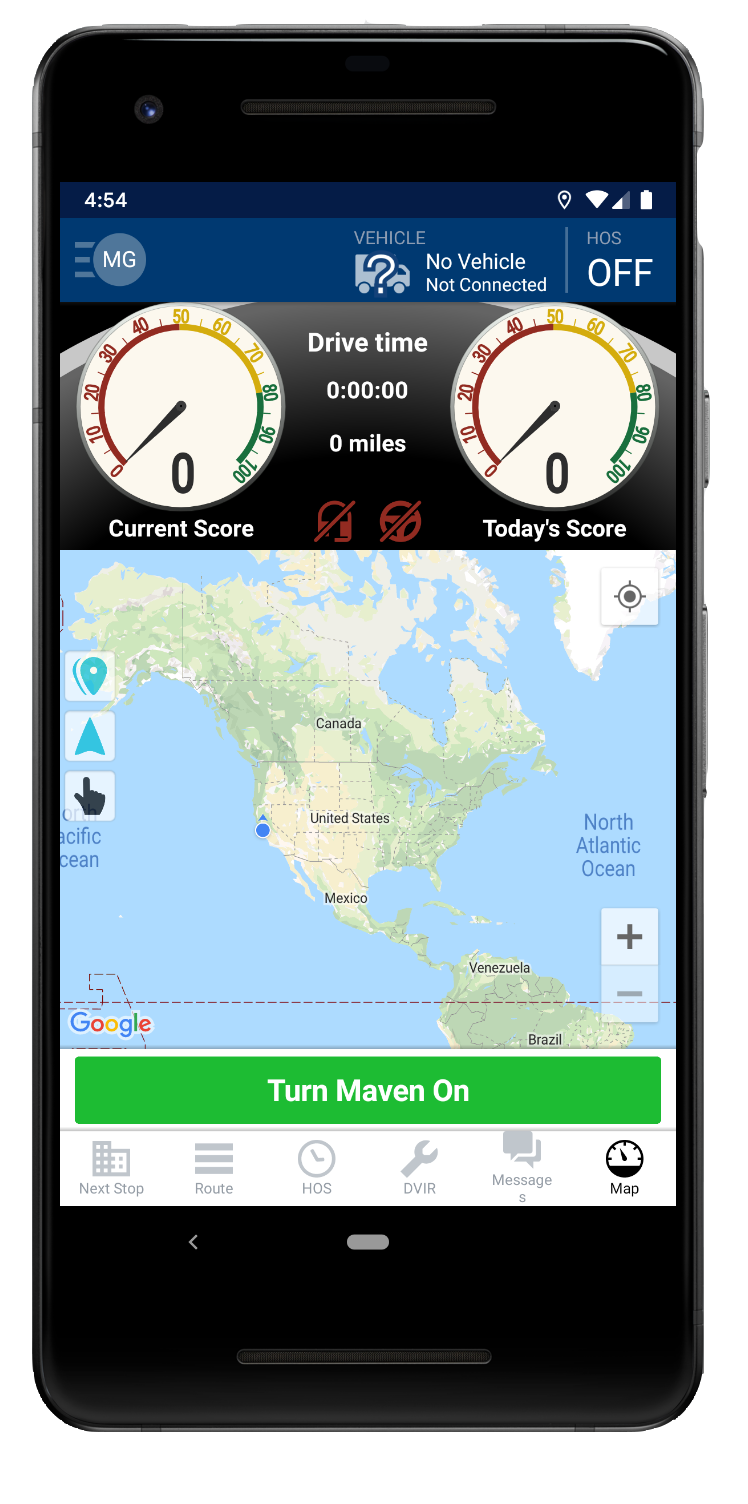 4:54
MG
VEHICLE
No Vehicle
Not Connected
HOS
OFF
0 10 20 30 40 50 60 70 80 90 100
0
Current Score
Drive time
0:00:00
0 miles
0 10 20 30 40 50 60 70 80 90 100
0
Today's Score
Canada
United States
Mexico
Venezuela
Brazil
orth
acific
cean
North
Atlantic
Ocean
Google
Turn Maven On
Next Stop
Route
HOS
DVIR
Message
s
Map